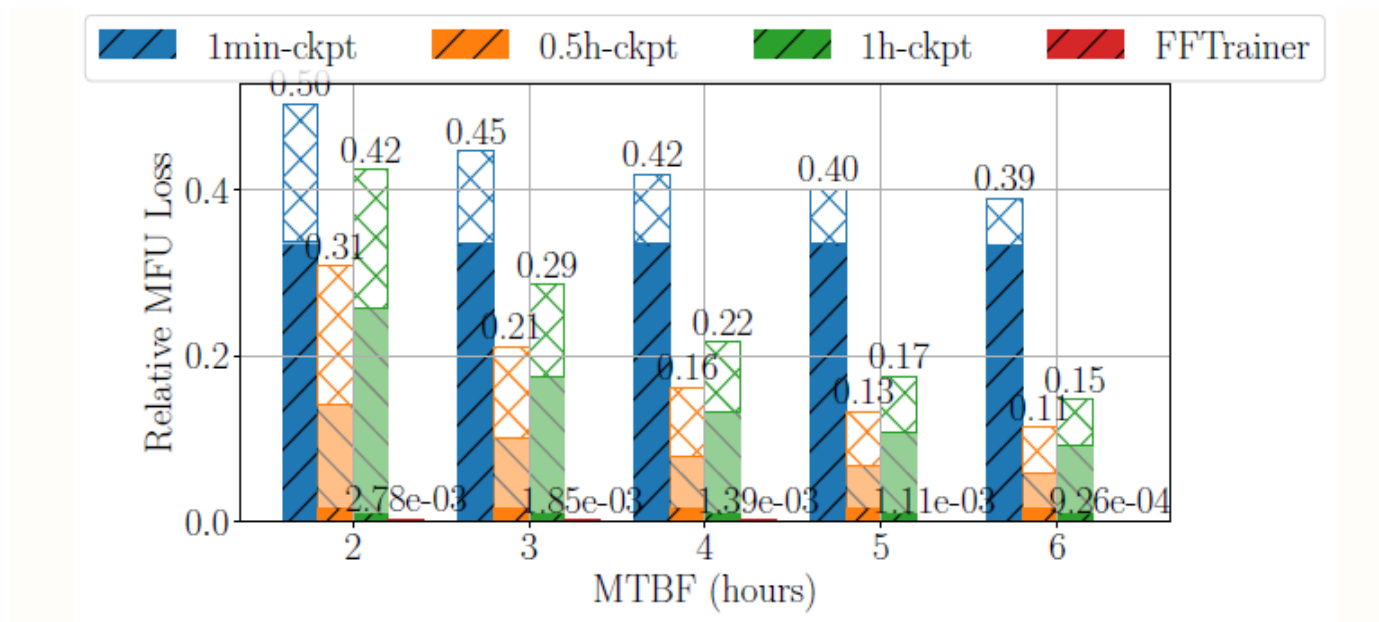 1min-ckpt 0.5h-ckpt 1h-ckpt FFTrainer
0.50
0.31
0.42
2.78e-03
0.45
0.21
0.29
1.85e-03
0.42
0.16
0.22
1.39e-03
0.40
0.13
0.17
1.11e-03
0.39
0.11
0.15
9.26e-04
Relative MFU Loss
0.4
0.2
0.0
2 3 4 5 6
MTBF (hours)